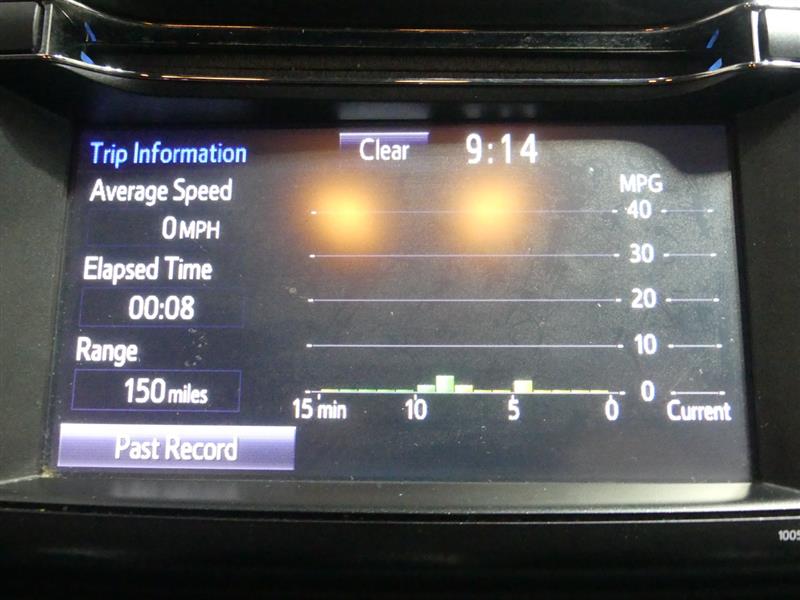 Trip Information
Clear
9:14
Average Speed
0 MPH
Elapsed Time
00:08
Range
150 miles
Past Record
MPG
40
30
20
10
0
15 min 10 5 0 Current
1005